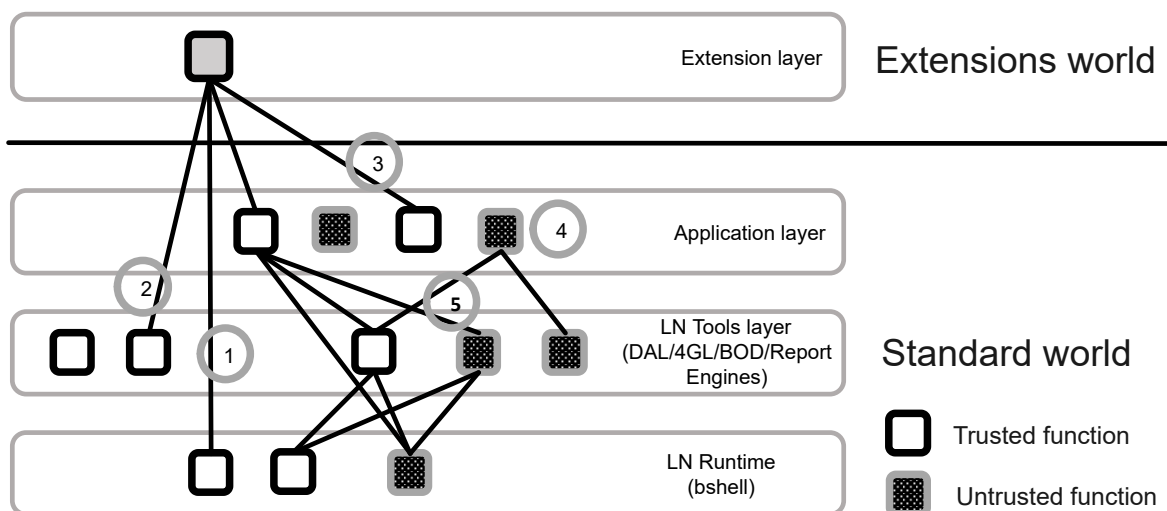 Extension layer
Extensions world
3
Application layer
4
2
5
1
LN Tools layer
(DAL/4GL/BOD/Report
Engines)
Standard world
Trusted function
LN Runtime
(bshell)
Untrusted function